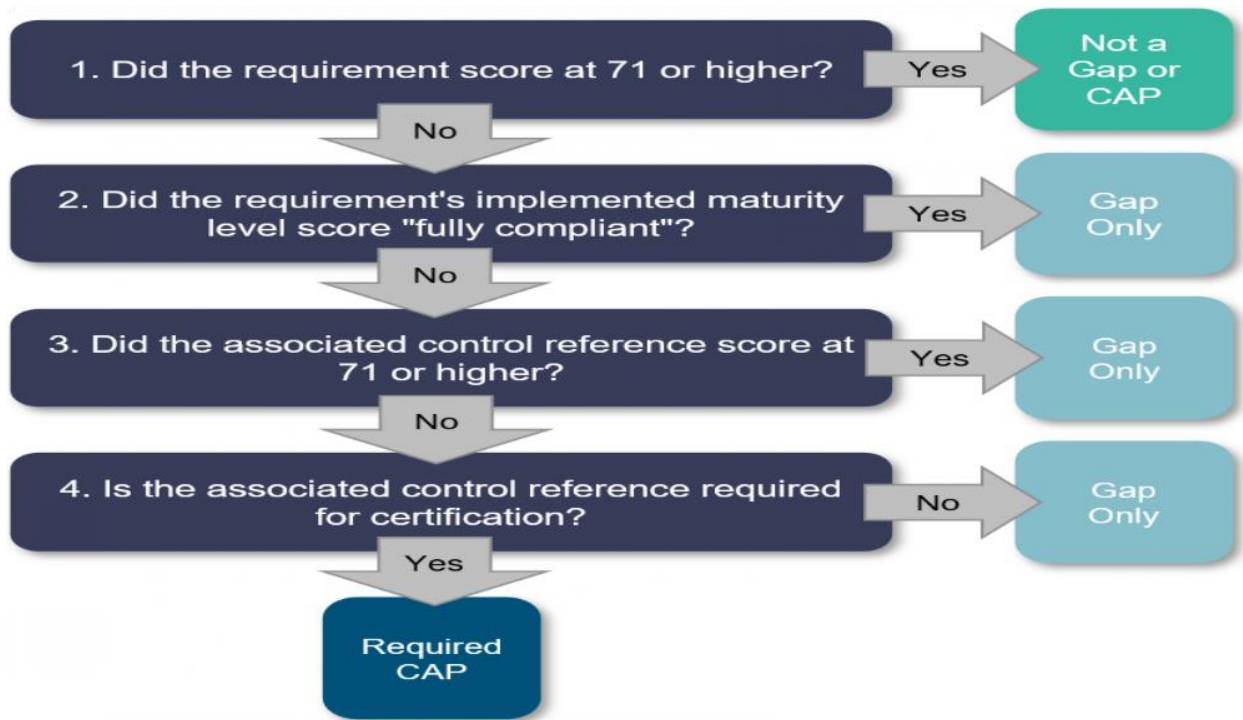 1. Did the requirement score at 71 or higher?
Yes
Not a
Gap or
CAP
No
2. Did the requirement's implemented maturity
level score "fully compliant"?
Yes
Gap
Only
No
3. Did the associated control reference score at
71 or higher?
Yes
Gap
Only
No
4. Is the associated control reference required
for certification?
No
Gap
Only
Yes
Required
CAP